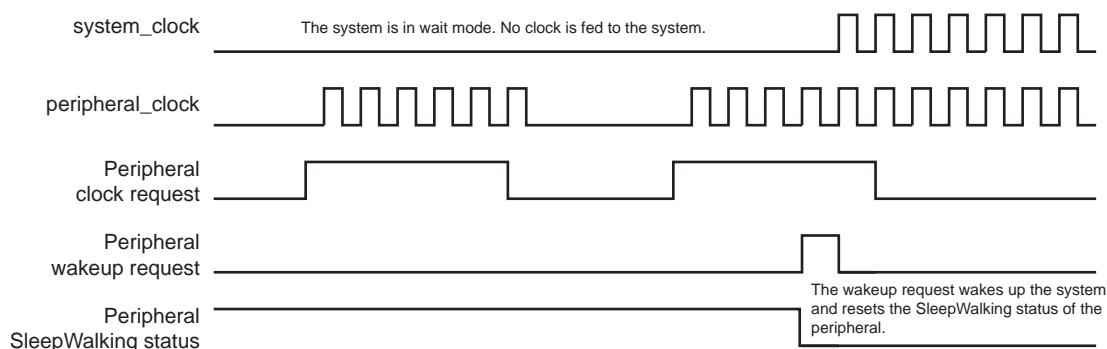 system_clock
The system is in wait mode. No clock is fed to the system.
peripheral_clock
Peripheral
clock request
Peripheral
wakeup request
The wakeup request wakes up the system
and resets the SleepWalking status of the
peripheral.
Peripheral
SleepWalking status